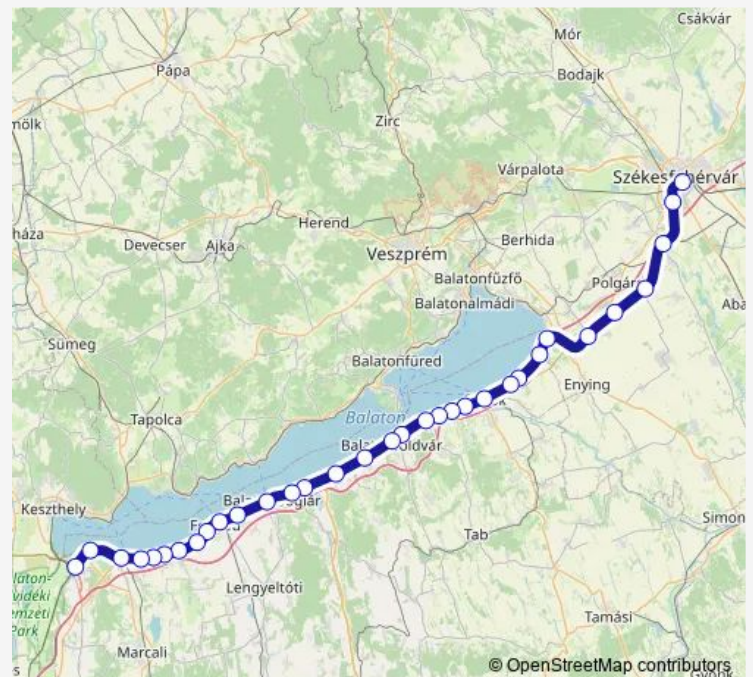 Csákvár
Mór
Pápa
Bodajk
Zirc
Várpalota
Székesfehérvár
Herend
Devecser
Ajka
Berhida
Veszprém
Balatonfűzfő
Polgár
Balatonalmádi
Sümeg
Balatonfüred
Enying
Tapolca
Balaton
Keszthely
Simon
Tab
Lengyeltóti
Tamási
Marcali
© OpenStreetMap contributors